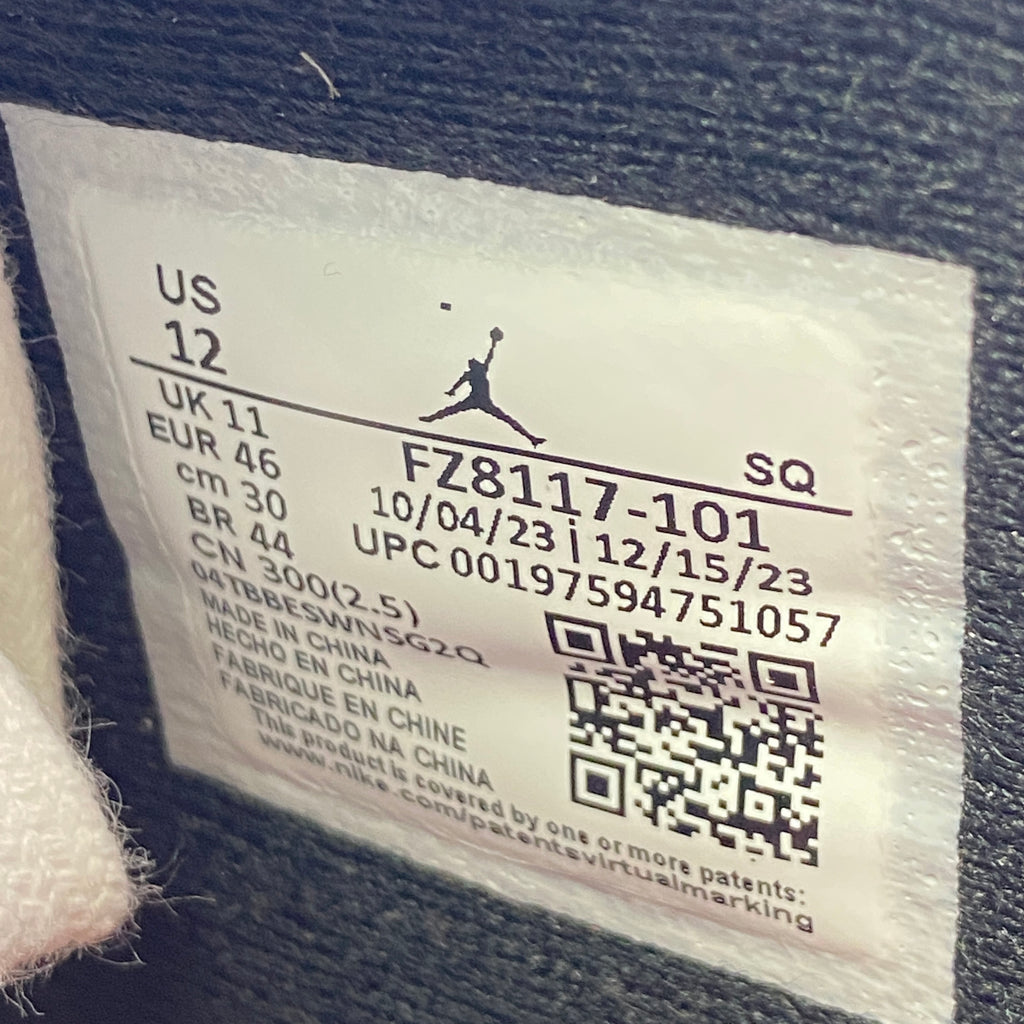 US
12
SQ
UK 11
EUR 46
cm 30
BR 44
CN 300(2.5)
04TBBESWNSG2Q
MADE IN CHINA
HECHO EN CHINA
FABRIQUE EN CHINE
FABRICADO NA CHINA
This product is covered by one or more patents:
www.nike.com/patentsvirtualmarking
FZ8117-101
10/04/23 | 12/15/23
UPC 00197594751057